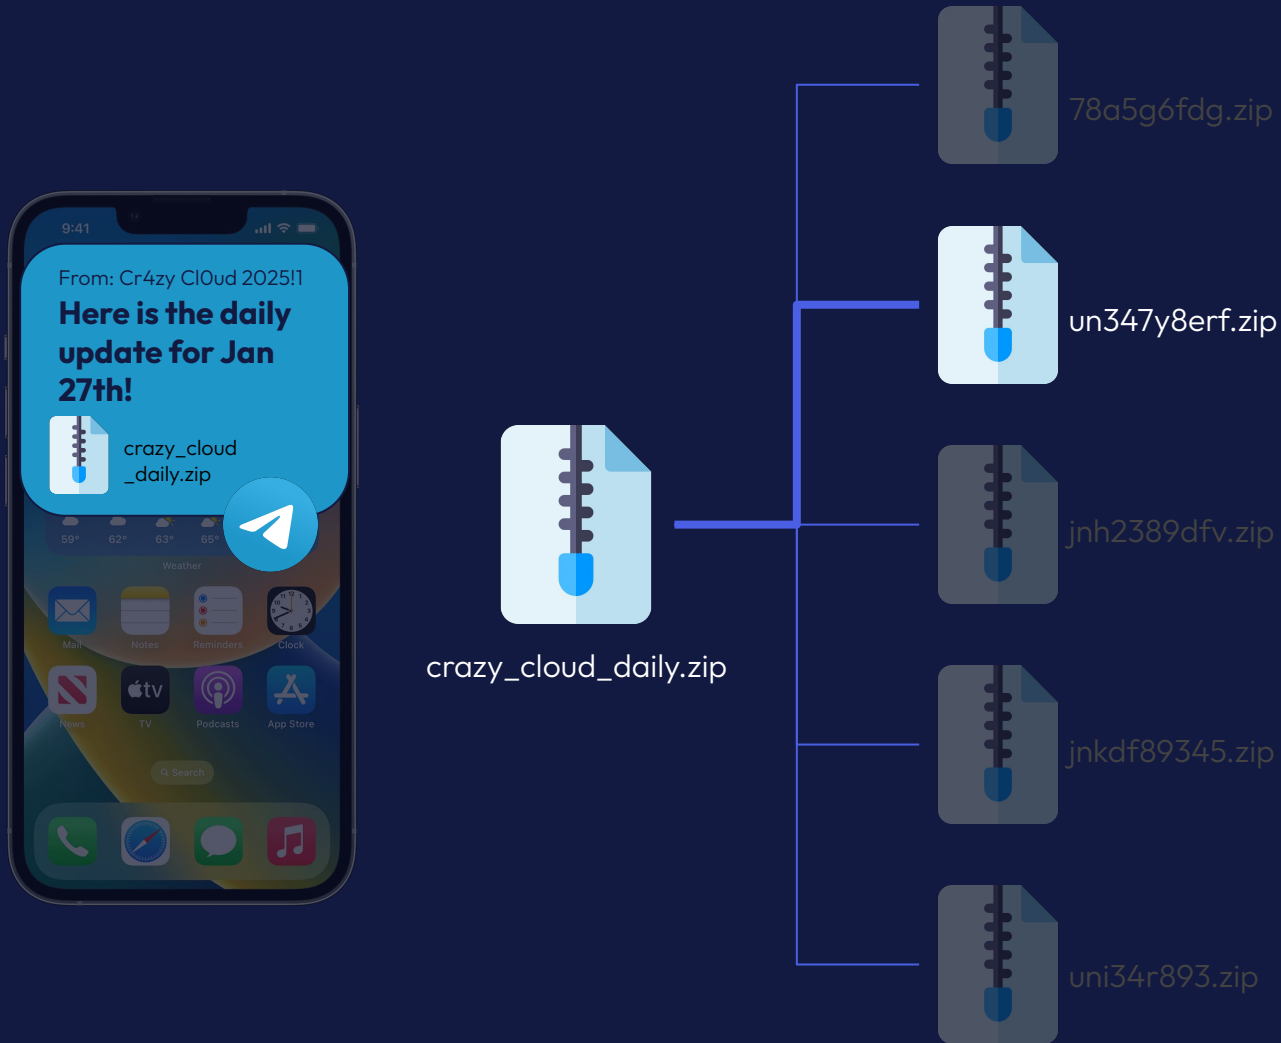 9:41
From: Cr4zy Cl0ud 2025!1
Here is the daily
update for Jan
27th!
crazy_cloud
_daily.zip
59°
62°
63°
65°
Weather
Mail
Notes
Reminders
Clock
News
tv
TV
Podcasts
App Store
Search
crazy_cloud_daily.zip
78a5g6fdg.zip
un347y8erf.zip
jnh2389dfv.zip
jnkdf89345.zip
uni34r893.zip